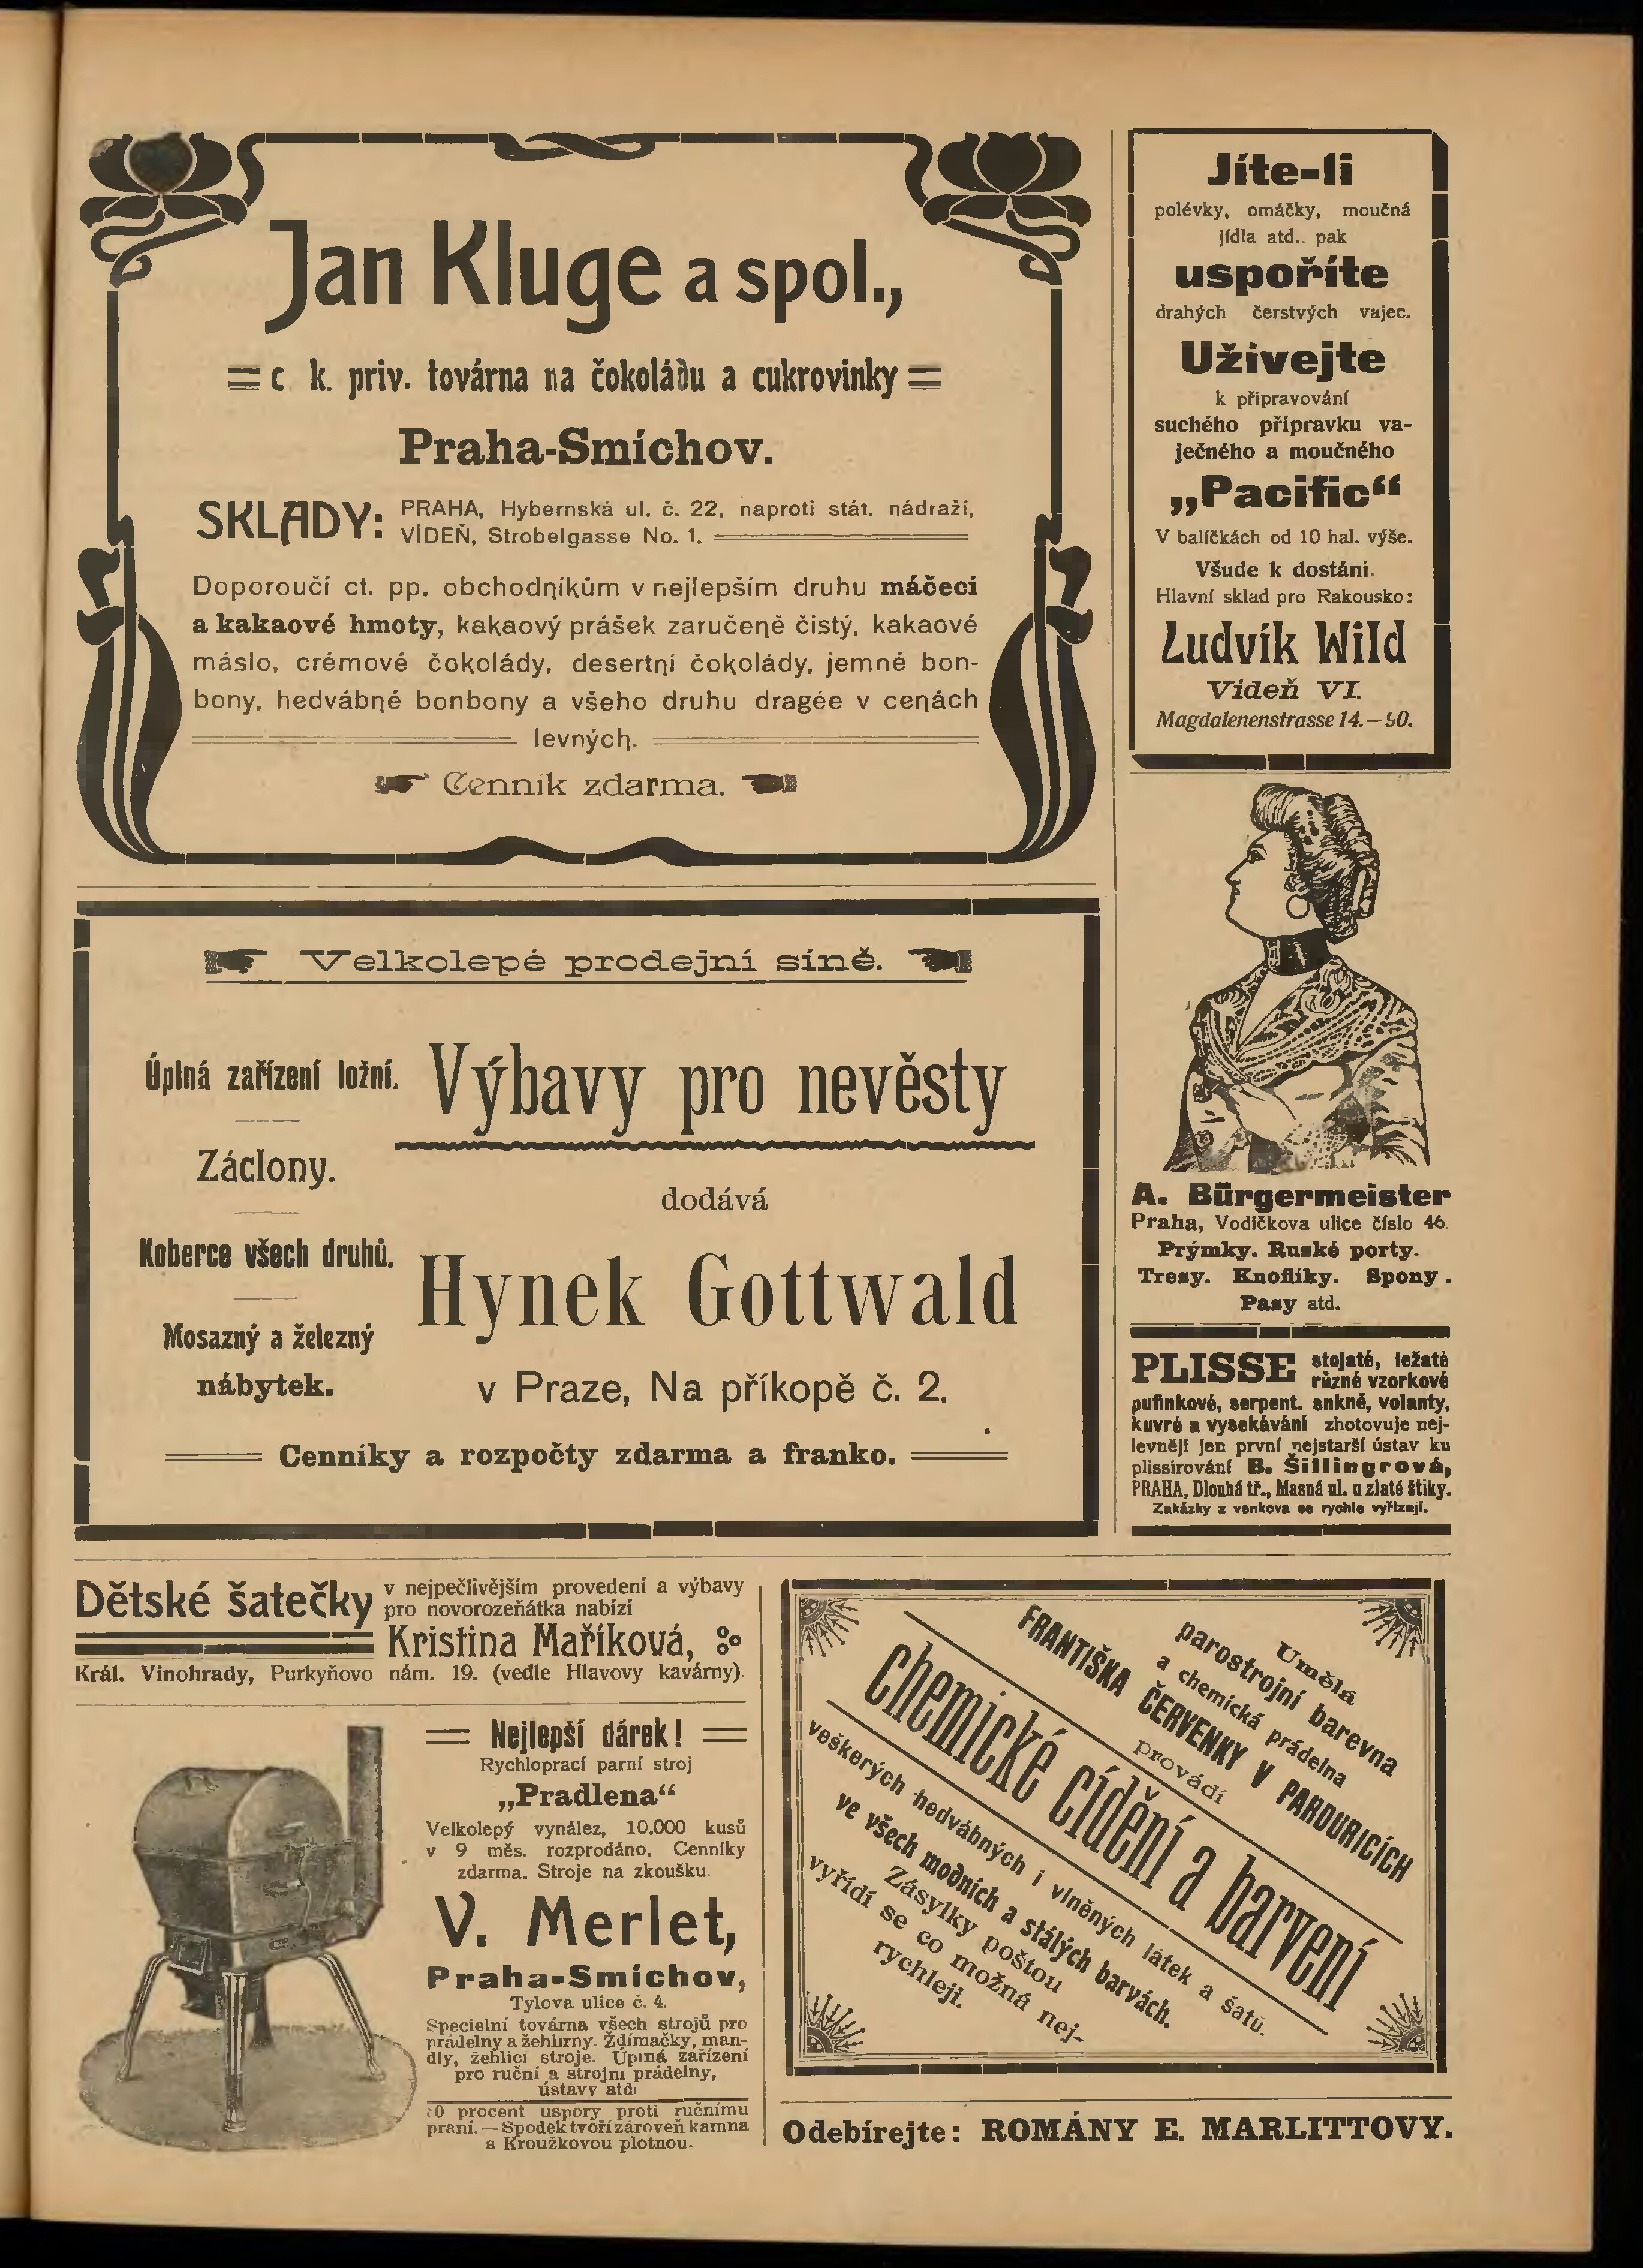 Jan Kluge a spol.,
c. k. priv. továrna na čokoládu a cukrovinky
Praha-Smíchov.
SKLADY: PRAHA, Hybernská ul. č. 22, naproti stát. nádraží,
VÍDEŇ, Strobelgasse No. 1.
Doporoučí ct. pp. obchodníkům v nejlepším druhu máčecí
a kakaové hmoty, kakaový prášek zaručeně čistý, kakaové
máslo, crémové čokolády, desertní čokolády, jemné bon-
bony, hedvábné bonbony a všeho druhu dragée v cenách
levných.
Cenník zdarma.
Jíte-li
polévky, omáčky, moučná
jídla atd.. pak
uspoříte
drahých čerstvých vajec.
Užívejte
k připravování
suchého přípravku va-
ječného a moučného
„Pacific“
V balíčkách od 10 hal. výše.
Všude k dostání.
Hlavní sklad pro Rakousko:
Ludvík Wild
Vídeň VI.
Magdalenenstrasse 14.—90.
Velkolepé prodejní síně.
Úplná zařízení ložní.
Záclony.
Koberce všech druhů.
Mosazný a železný
nábytek.
Výbavy pro nevěsty
dodává
Hynek Gottwald
v Praze, Na příkopě č. 2.
Cenníky a rozpočty zdarma a franko.
A. Bürgermeister
Praha, Vodičkova ulice číslo 46.
Prýmky. Ruské porty.
Tresy. Knoflíky. Spony.
Pasy atd.
PLISSE stojaté, ležaté
různé vzorkové
pufinkové, serpent. sukně, volanty,
kuvré a vysekávání zhotovuje nej-
levněji jen první nejstarší ústav ku
plissírování B. Šillingrová,
PRAHA, Dlouhá tř., Masná ul. u zlaté štiky.
Zakázky z venkova se rychle vyřizují.
Dětské šatečky v nejpečlivějším provedení a výbavy
pro novorozeňátka nabízí
Kristina Maříková,
Král. Vinohrady, Purkyňovo nám. 19. (vedle Hlavovy kavárny).
Nejlepší dárek!
Rychloprací parní stroj
„Pradlena“
Velkolepý vynález, 10.000 kusů
v 9 měs. rozprodáno. Cenníky
zdarma. Stroje na zkoušku.
V. Merlet,
Praha-Smíchov,
Tylova ulice č. 4.
Specielní továrna všech strojů pro
prádelny a žehlírny. Ždímačky, man-
dly, žehlicí stroje. Úplná zařízení
pro ruční a strojní prádelny,
ústavy atd.
0 procent uspory proti ručnímu
praní. — Spodek tvoří zároveň kamna
s Kroužkovou plotnou.
Umělá
parostrojní barevna
a chemická prádelna
FRANTIŠKA ČERVENKY V PARDUBICÍCH
provádí
chemické cídění a barvení
veškerých hedvábných i vlněných látek a šatů.
ve všech modních a stálých barvách.
Zásylky poštou
vyřídí se co možná nej-
rychleji.
Odebírejte: ROMÁNY E. MARLITTOVY.